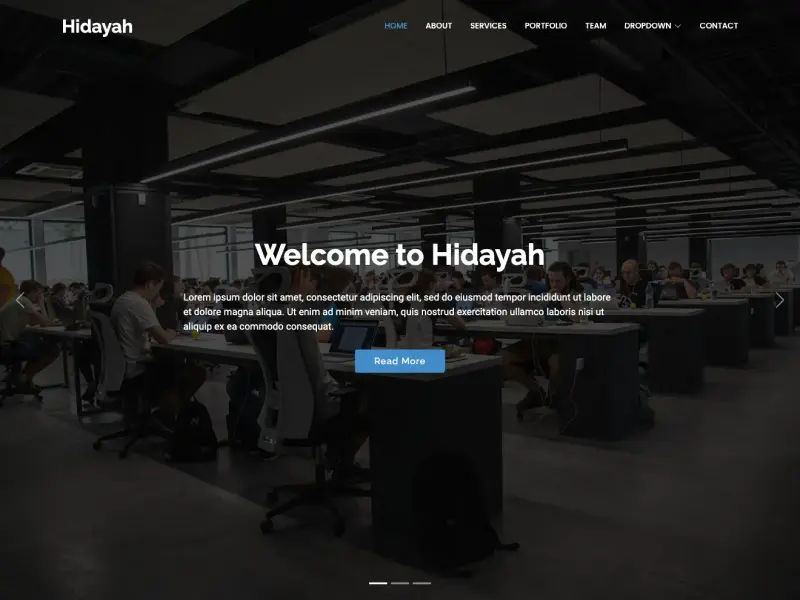 Hidayah
HOME ABOUT SERVICES PORTFOLIO TEAM DROPDOWN CONTACT
Welcome to Hidayah
Lorem ipsum dolor sit amet, consectetur adipiscing elit, sed do eiusmod tempor incididunt ut labore
et dolore magna aliqua. Ut enim ad minim veniam, quis nostrud exercitation ullamco laboris nisi ut
aliquip ex ea commodo consequat.
Read More